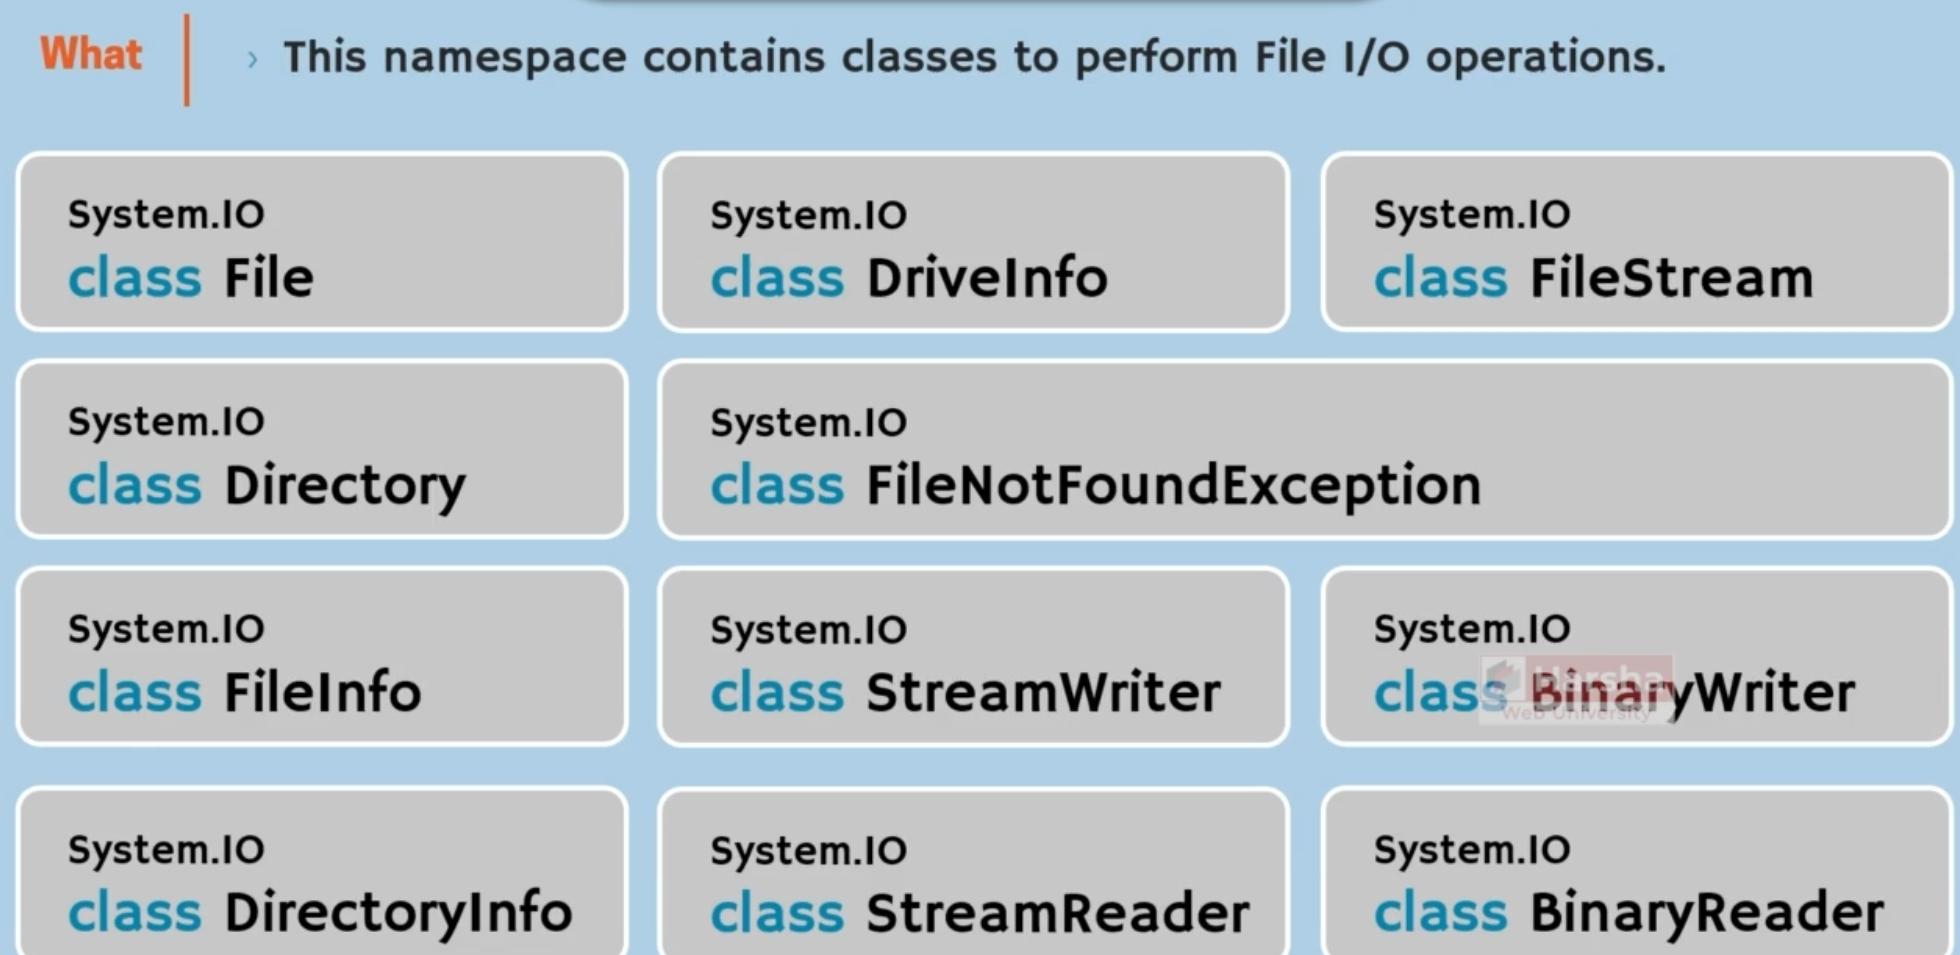 What
› This namespace contains classes to perform File I/O operations.
System.IO
class File
System.IO
class DriveInfo
System.IO
class FileStream
System.IO
class Directory
System.IO
class FileNotFoundException
System.IO
class FileInfo
System.IO
class StreamWriter
System.IO
class BinaryWriter
Harsha
Web University
System.IO
class DirectoryInfo
System.IO
class StreamReader
System.IO
class BinaryReader